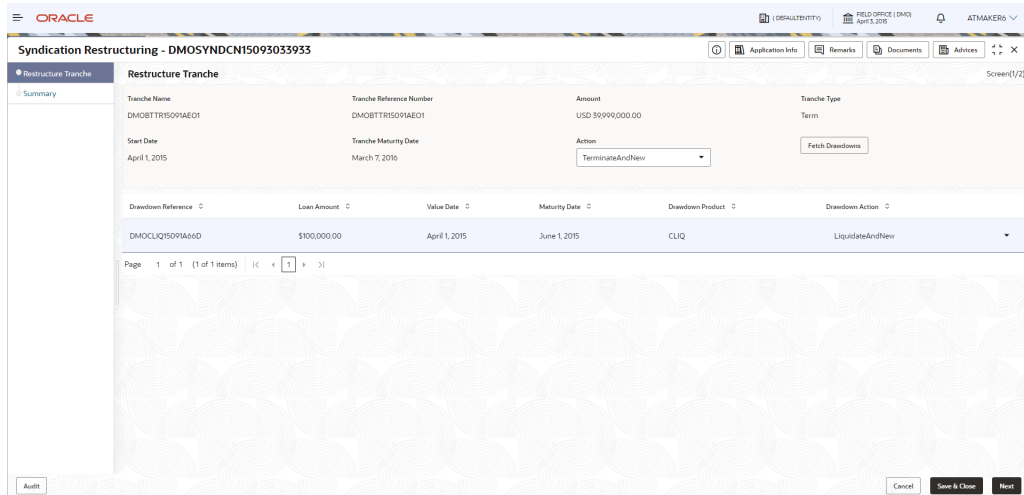 ORACLE
( DEFAULTENTITY)
FIELD OFFICE ( DMO)
April 3, 2015
ATMAKER6
Syndication Restructuring - DMOSYNDCN15093033933
Application Info
Remarks
Documents
Advices
Restructure Tranche
Summary
Restructure Tranche
Screen(1/2)
Tranche Name
Tranche Reference Number
Amount
Tranche Type
DMOBTTR15091AEO1
DMOBTTR15091AEO1
USD 39,999,000.00
Term
Start Date
Tranche Maturity Date
Action
Fetch Drawdowns
April 1, 2015
March 7, 2016
TerminateAndNew
Drawdown Reference
Loan Amount
Value Date
Maturity Date
Drawdown Product
Drawdown Action
DMOCLIQ15091A66D
$100,000.00
April 1, 2015
June 1, 2015
CLIQ
LiquidateAndNew
Page 1 of 1 (1 of 1 items) 1
Audit
Cancel
Save & Close
Next